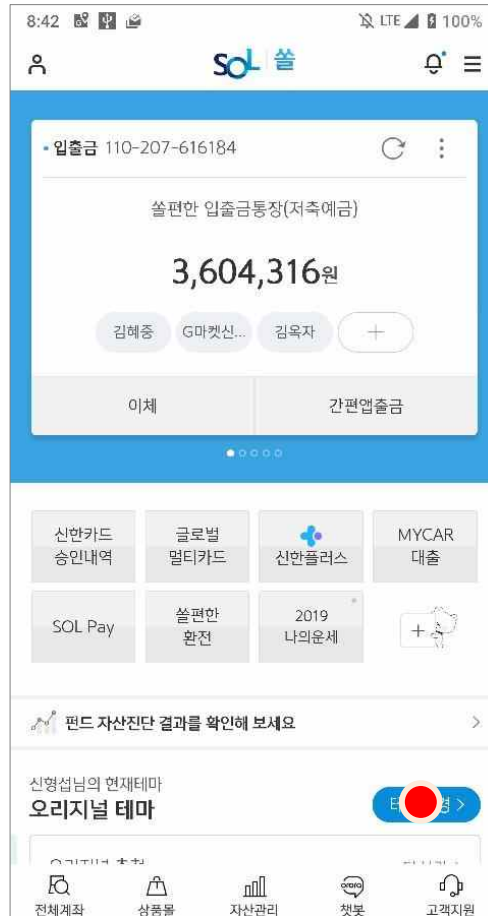 8:42 LTE 100%
SOL 쏠
입출금 110-207-616184
쏠편한 입출금통장(저축예금)
3,604,316원
김혜중 G마켓신... 김옥자 +
이체 간편앱출금
신한카드 글로벌 MYCAR
승인내역 멀티카드 신한플러스 대출
SOL Pay 쏠편한 2019 +
환전 나의운세
펀드 자산진단 결과를 확인해 보세요 >
신형섭님의 현재테마
오리지널 테마
전체계좌 상품몰 자산관리 챗봇 고객지원